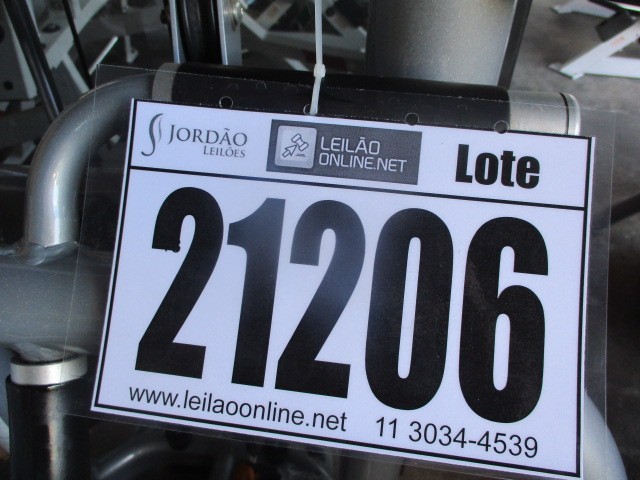 JORDÃO
LEILÕES
LEILÃO
ONLINE.NET
Lote
21206
www.leilaoonline.net 11 3034-4539